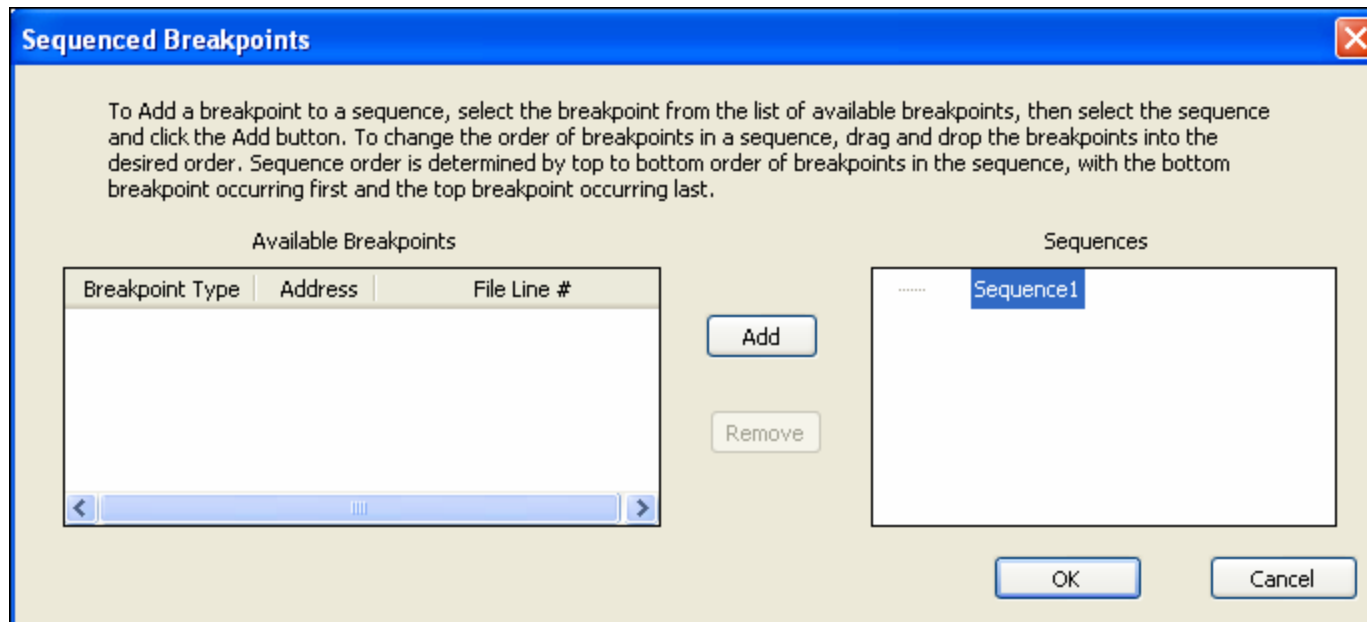 Sequenced Breakpoints
To Add a breakpoint to a sequence, select the breakpoint from the list of available breakpoints, then select the sequence
and click the Add button. To change the order of breakpoints in a sequence, drag and drop the breakpoints into the
desired order. Sequence order is determined by top to bottom order of breakpoints in the sequence, with the bottom
breakpoint occurring first and the top breakpoint occurring last.
Available Breakpoints
Breakpoint Type Address File Line #
Add
Remove
Sequences
Sequence1
OK Cancel